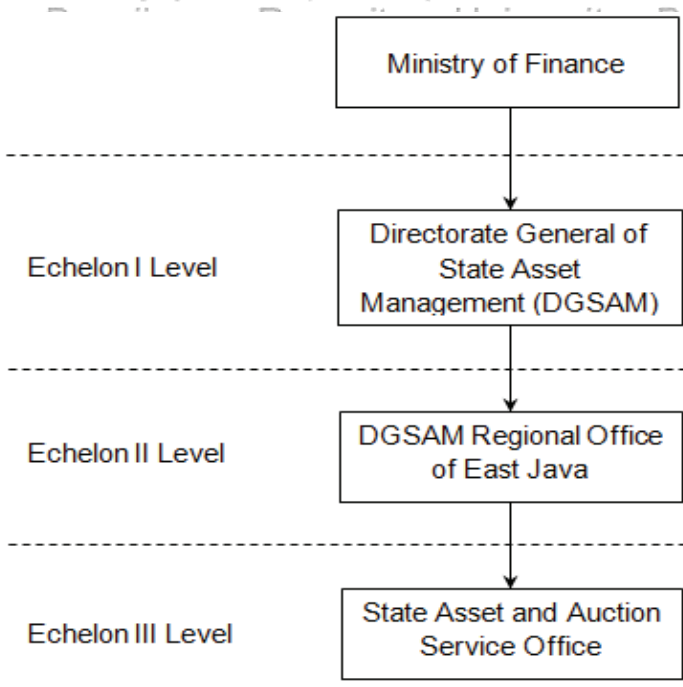 Ministry of Finance
Echelon I Level
Directorate General of
State Asset
Management (DGSAM)
Echelon II Level
DGSAM Regional Office
of East Java
Echelon III Level
State Asset and Auction
Service Office